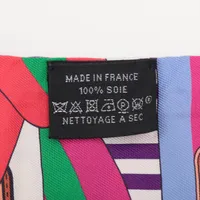 MADE IN FRANCE
100% SOIE
NETTOYAGE A SEC